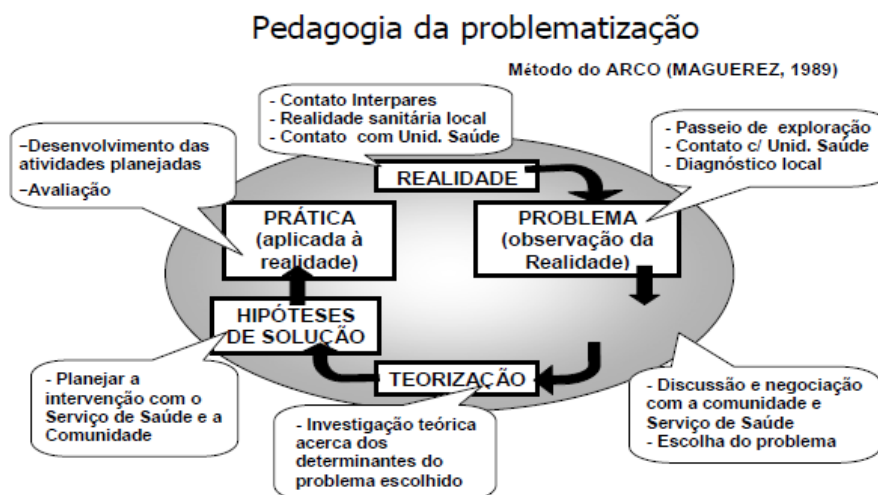 Pedagogia da problematização
Método do ARCO (MAGUEREZ, 1989)
- Contato Interpares
- Realidade sanitária local
- Contato com Unid. Saúde
- Passeio de exploração
- Contato c/ Unid. Saúde
- Diagnóstico local
–Desenvolvimento das
atividades planejadas
–Avaliação
REALIDADE
PRÁTICA
(aplicada à
realidade)
PROBLEMA
(observação da
Realidade)
HIPÓTESES
DE SOLUÇÃO
TEORIZAÇÃO
- Planejar a
intervenção com o
Serviço de Saúde e a
Comunidade
- Investigação teórica
acerca dos
determinantes do
problema escolhido
- Discussão e negociação
com a comunidade e
Serviço de Saúde
- Escolha do problema